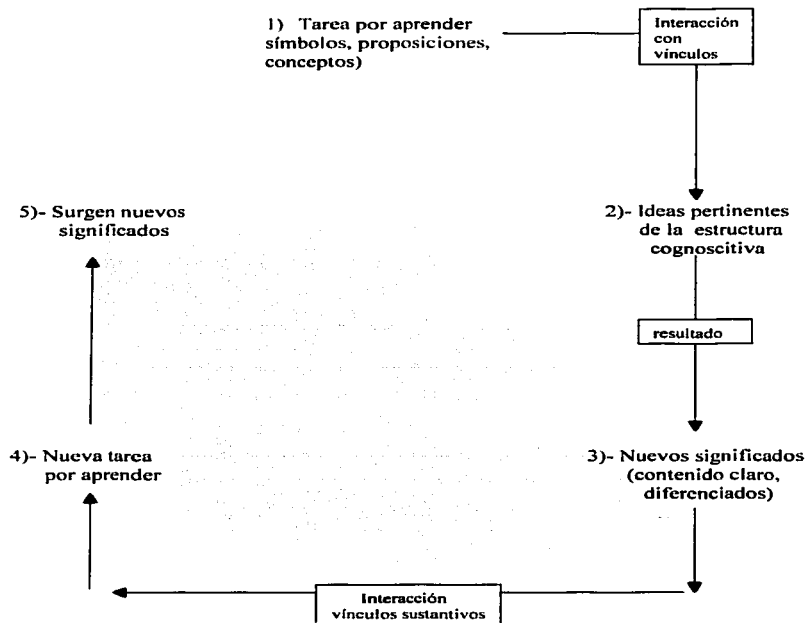 1) Tarea por aprender
símbolos, proposiciones,
conceptos)
Interacción
con
vínculos
2)- Ideas pertinentes
de la estructura
cognoscitiva
resultado
3)- Nuevos significados
(contenido claro,
diferenciados)
Interacción
vínculos sustantivos
4)- Nueva tarea
por aprender
5)- Surgen nuevos
significados